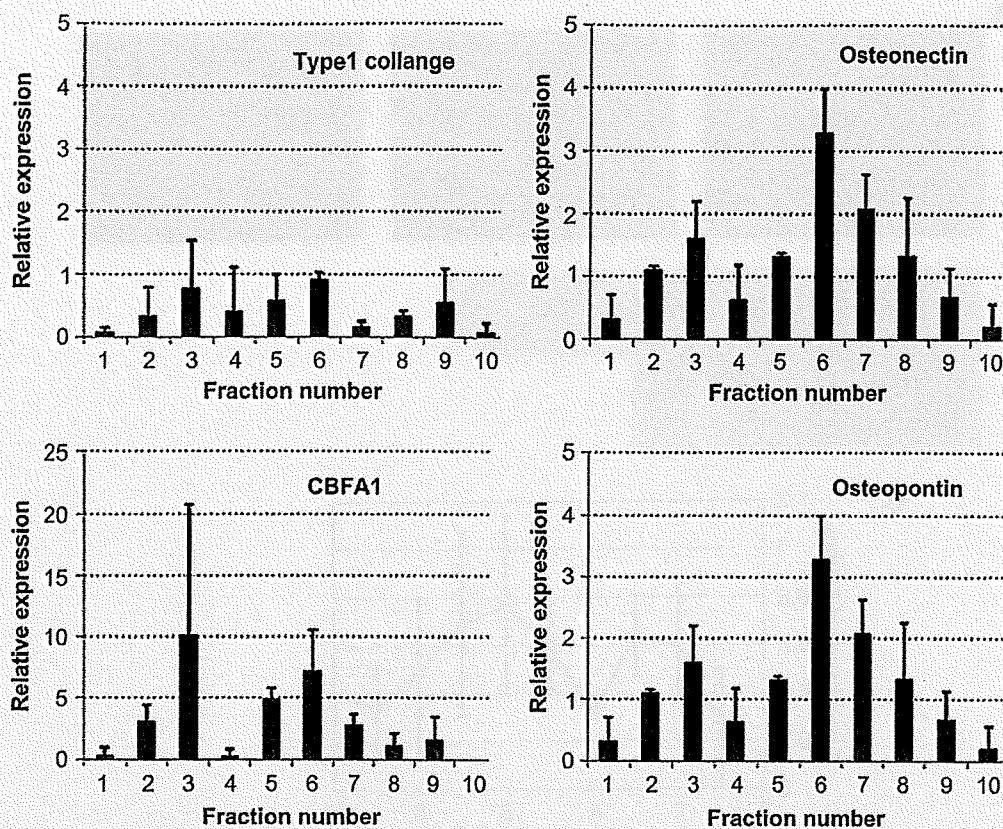 Type1 collange
Relative expression
5
4
3
2
1
0
1 2 3 4 5 6 7 8 9 10
Fraction number
Osteonectin
Relative expression
5
4
3
2
1
0
1 2 3 4 5 6 7 8 9 10
Fraction number
CBFA1
Relative expression
25
20
15
10
5
0
1 2 3 4 5 6 7 8 9 10
Fraction number
Osteopontin
Relative expression
5
4
3
2
1
0
1 2 3 4 5 6 7 8 9 10
Fraction number